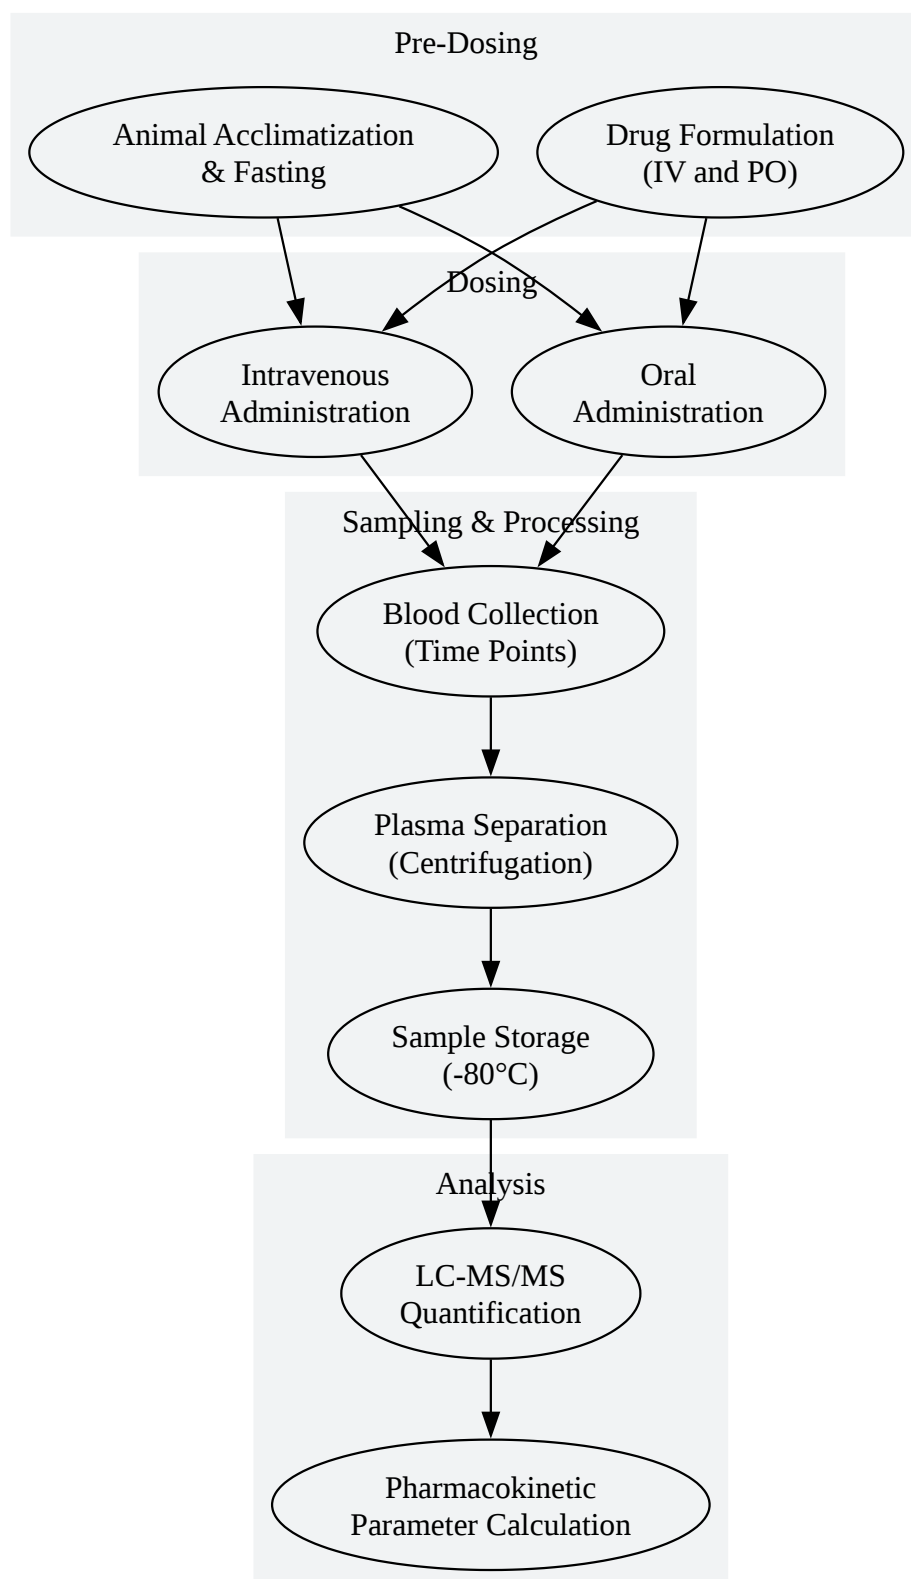 Pre-Dosing
Animal Acclimatization
& Fasting
Drug Formulation
(IV and PO)
Dosing
Intravenous
Administration
Oral
Administration
Sampling & Processing
Blood Collection
(Time Points)
Plasma Separation
(Centrifugation)
Sample Storage
(-80°C)
Analysis
LC-MS/MS
Quantification
Pharmacokinetic
Parameter Calculation